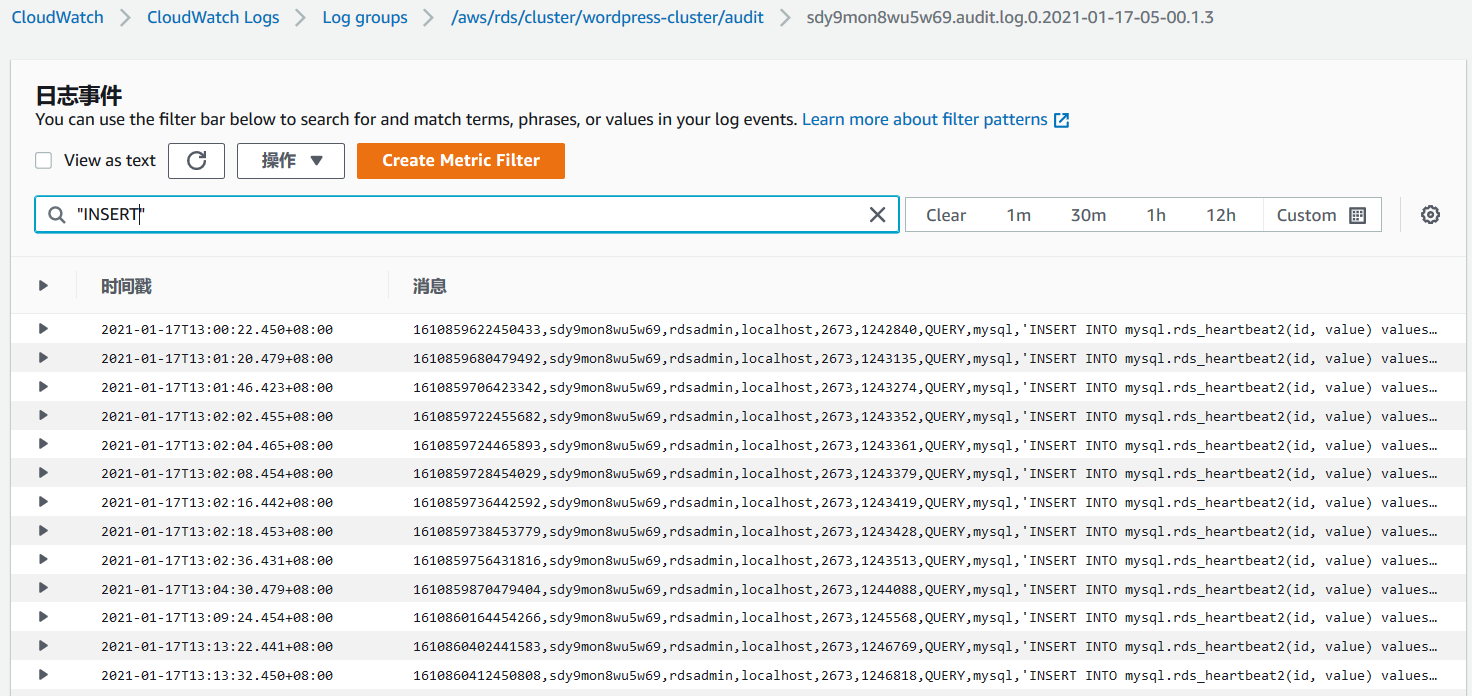 CloudWatch > CloudWatch Logs > Log groups > /aws/rds/cluster/wordpress-cluster/audit > sdy9mon8wu5w69.audit.log.0.2021-01-17-05-00.1.3
日志事件
You can use the filter bar below to search for and match terms, phrases, or values in your log events. Learn more about filter patterns
View as text 操作 Create Metric Filter
"INSERT" Clear 1m 30m 1h 12h Custom
时间戳 消息
2021-01-17T13:00:22.450+08:00 1610859622450433,sdy9mon8wu5w69,rdsadmin,localhost,2673,1242840,QUERY,mysql,'INSERT INTO mysql.rds_heartbeat2(id, value) values…
2021-01-17T13:01:20.479+08:00 1610859680479492,sdy9mon8wu5w69,rdsadmin,localhost,2673,1243135,QUERY,mysql,'INSERT INTO mysql.rds_heartbeat2(id, value) values…
2021-01-17T13:01:46.423+08:00 1610859706423342,sdy9mon8wu5w69,rdsadmin,localhost,2673,1243274,QUERY,mysql,'INSERT INTO mysql.rds_heartbeat2(id, value) values…
2021-01-17T13:02:02.455+08:00 1610859722455682,sdy9mon8wu5w69,rdsadmin,localhost,2673,1243352,QUERY,mysql,'INSERT INTO mysql.rds_heartbeat2(id, value) values…
2021-01-17T13:02:04.465+08:00 1610859724465893,sdy9mon8wu5w69,rdsadmin,localhost,2673,1243361,QUERY,mysql,'INSERT INTO mysql.rds_heartbeat2(id, value) values…
2021-01-17T13:02:08.454+08:00 1610859728454029,sdy9mon8wu5w69,rdsadmin,localhost,2673,1243379,QUERY,mysql,'INSERT INTO mysql.rds_heartbeat2(id, value) values…
2021-01-17T13:02:16.442+08:00 1610859736442592,sdy9mon8wu5w69,rdsadmin,localhost,2673,1243419,QUERY,mysql,'INSERT INTO mysql.rds_heartbeat2(id, value) values…
2021-01-17T13:02:18.453+08:00 1610859738453779,sdy9mon8wu5w69,rdsadmin,localhost,2673,1243428,QUERY,mysql,'INSERT INTO mysql.rds_heartbeat2(id, value) values…
2021-01-17T13:02:36.431+08:00 1610859756431816,sdy9mon8wu5w69,rdsadmin,localhost,2673,1243513,QUERY,mysql,'INSERT INTO mysql.rds_heartbeat2(id, value) values…
2021-01-17T13:04:30.479+08:00 1610859870479404,sdy9mon8wu5w69,rdsadmin,localhost,2673,1244088,QUERY,mysql,'INSERT INTO mysql.rds_heartbeat2(id, value) values…
2021-01-17T13:09:24.454+08:00 1610860164454266,sdy9mon8wu5w69,rdsadmin,localhost,2673,1245568,QUERY,mysql,'INSERT INTO mysql.rds_heartbeat2(id, value) values…
2021-01-17T13:13:22.441+08:00 1610860402441583,sdy9mon8wu5w69,rdsadmin,localhost,2673,1246769,QUERY,mysql,'INSERT INTO mysql.rds_heartbeat2(id, value) values…
2021-01-17T13:13:32.450+08:00 1610860412450808,sdy9mon8wu5w69,rdsadmin,localhost,2673,1246818,QUERY,mysql,'INSERT INTO mysql.rds_heartbeat2(id, value) values…